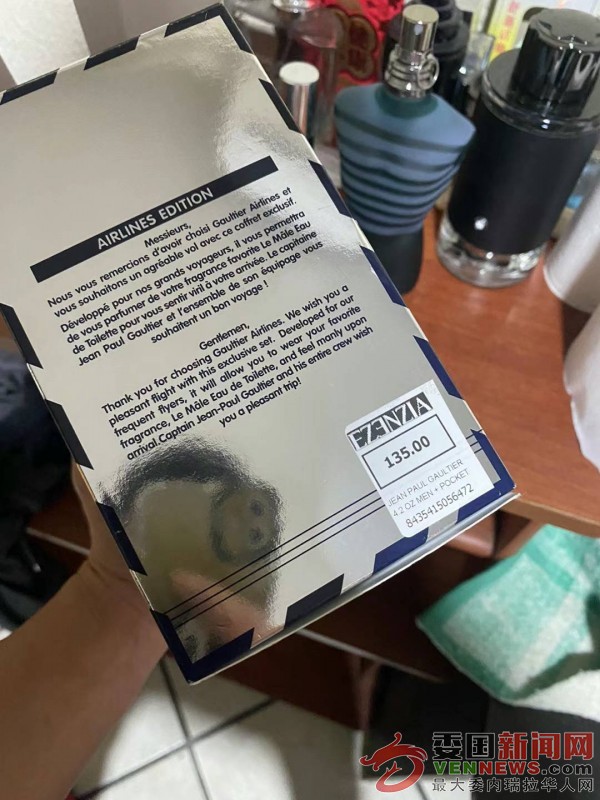 AIRLINES EDITION
Messieurs,
Nous vous remercions d'avoir choisi Gaultier Airlines et
vous souhaitons un agréable vol avec ce coffret exclusif.
Développé pour nos grands voyageurs, il vous permettra
de vous parfumer de votre fragrance favorite Le Mâle Eau
de Toilette pour vous sentir viril à votre arrivée. Le capitaine
Jean Paul Gaultier et l'ensemble de son équipage vous
souhaitent un bon voyage !
Gentlemen,
Thank you for choosing Gaultier Airlines. We wish you a
pleasant flight with this exclusive set. Developed for our
frequent flyers, it will allow you to wear your favorite
fragrance, Le Mâle Eau de Toilette, and feel manly upon
arrival.Captain Jean-Paul Gaultier and his entire crew wish
you a pleasant trip!
EZENZIA
135.00
JEAN PAUL GAULTIER
4.2 OZ MEN + POCKET
8435415056472
委国新闻网
VENNEWS.com
最大委内瑞拉华人网